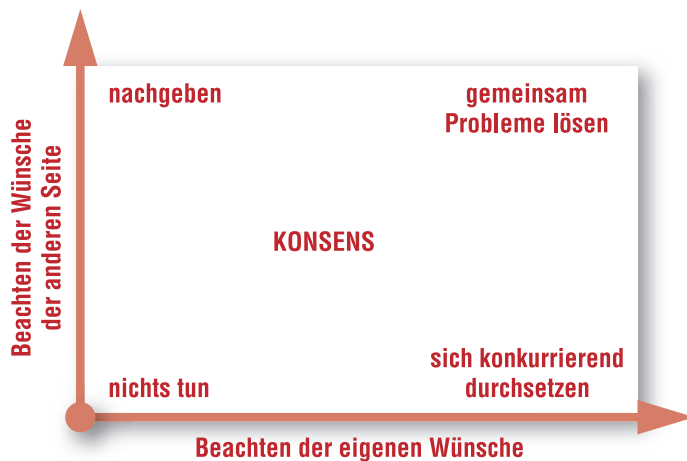 Beachten der Wünsche
der anderen Seite
nachgeben
gemeinsam
Probleme lösen
KONSENS
nichts tun
sich konkurrierend
durchsetzen
Beachten der eigenen Wünsche